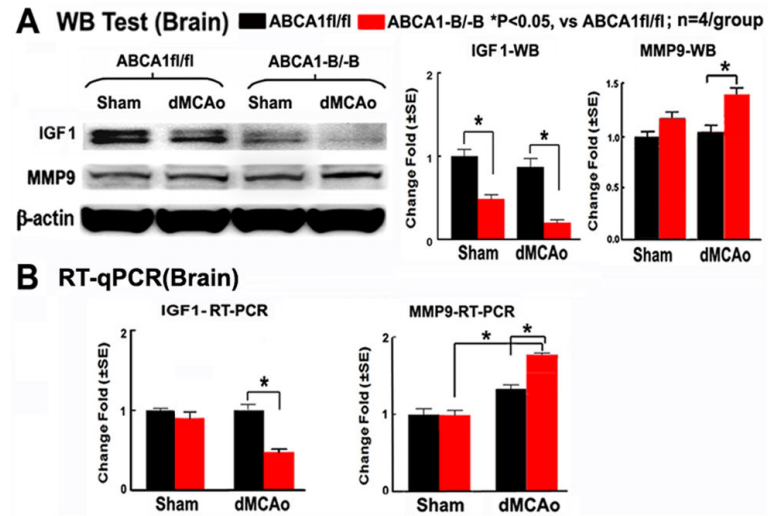 A WB Test (Brain) ABCA1fl/fl ABCA1-B/-B *P<0.05, vs ABCA1fl/fl; n=4/group
ABCA1fl/fl ABCA1-B/-B
Sham dMCAo Sham dMCAo
IGF1
MMP9
β-actin
IGF1-WB
Change Fold (±SE)
2
1
0
* *
Sham dMCAo
MMP9-WB
Change Fold (±SE)
1.5
1.0
0.5
0
*
Sham dMCAo
B RT-qPCR(Brain)
IGF1-RT-PCR
Change Fold (±SE)
2
1
0
*
Sham dMCAo
MMP9-RT-PCR
Change Fold (±SE)
2
1
0
* *
Sham dMCAo